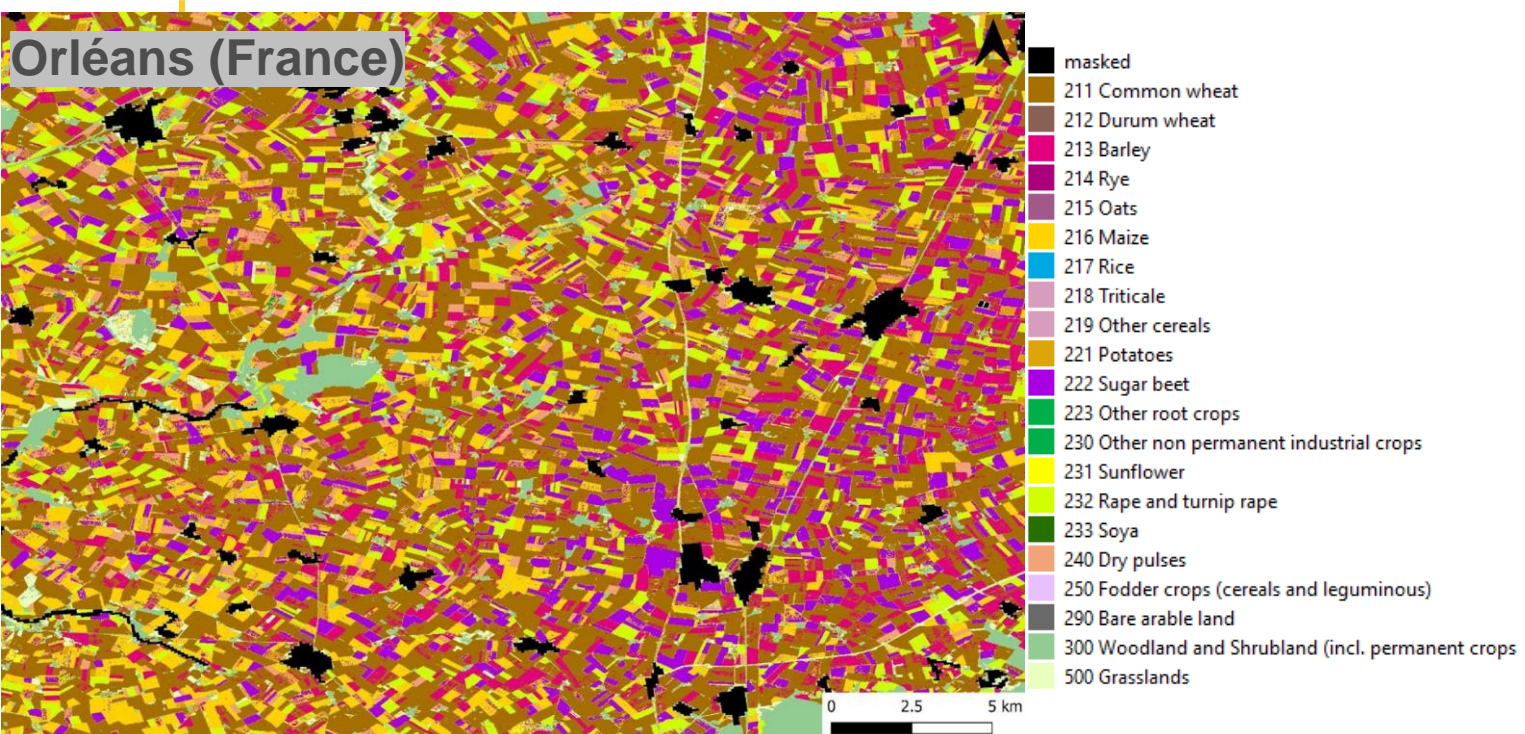 Orléans (France)
masked
211 Common wheat
212 Durum wheat
213 Barley
214 Rye
215 Oats
216 Maize
217 Rice
218 Triticale
219 Other cereals
221 Potatoes
222 Sugar beet
223 Other root crops
230 Other non permanent industrial crops
231 Sunflower
232 Rape and turnip rape
233 Soya
240 Dry pulses
250 Fodder crops (cereals and leguminous)
290 Bare arable land
300 Woodland and Shrubland (incl. permanent crops
500 Grasslands
0 2.5 5 km